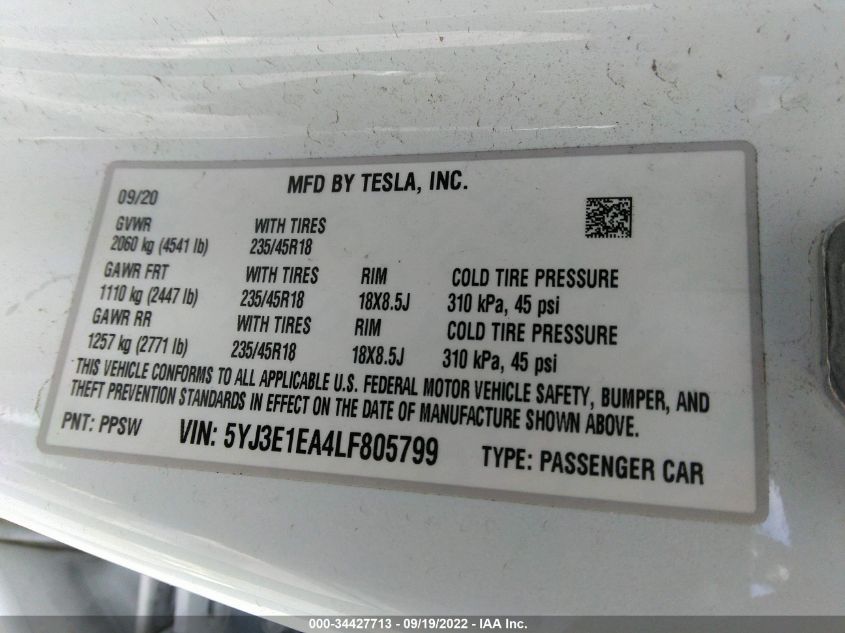 MFD BY TESLA, INC.
09/20
GVWR WITH TIRES
2060 kg (4541 lb) 235/45R18
GAWR FRT WITH TIRES RIM COLD TIRE PRESSURE
1110 kg (2447 lb) 235/45R18 18X8.5J 310 kPa, 45 psi
GAWR RR WITH TIRES RIM COLD TIRE PRESSURE
1257 kg (2771 lb) 235/45R18 18X8.5J 310 kPa, 45 psi
THIS VEHICLE CONFORMS TO ALL APPLICABLE U.S. FEDERAL MOTOR VEHICLE SAFETY, BUMPER, AND
THEFT PREVENTION STANDARDS IN EFFECT ON THE DATE OF MANUFACTURE SHOWN ABOVE.
PNT: PPSW VIN: 5YJ3E1EA4LF805799 TYPE: PASSENGER CAR
000-34427713 - 09/19/2022 - IAA Inc.